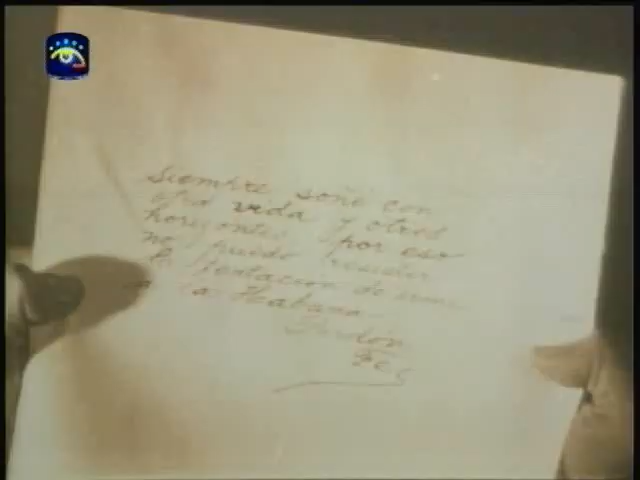 Siempre soñé con
otra vida y otros
horizontes, por eso
no puedo resistir
la tentación de irme
a La Habana
Perdón